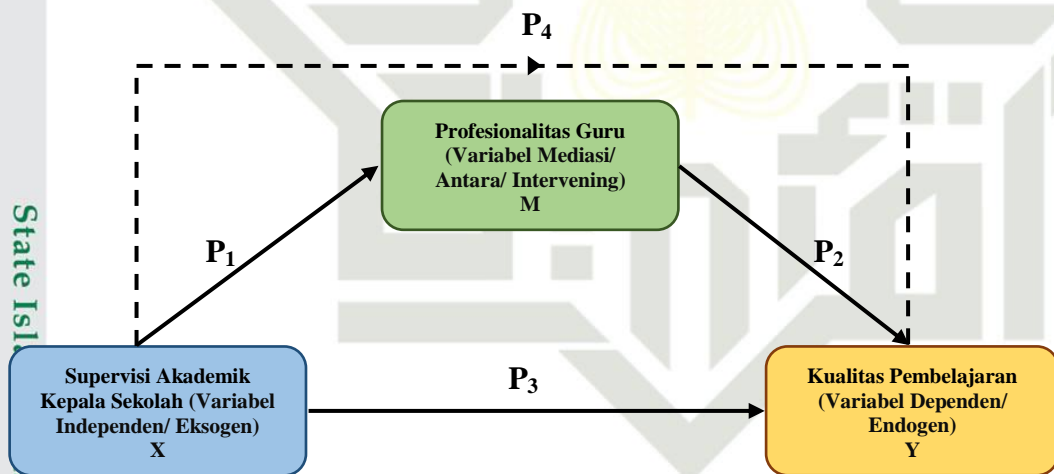 P₄
Profesionalitas Guru
(Variabel Mediasi/
Antara/ Intervening)
M
P₁
P₂
State Isl
Supervisi Akademik
Kepala Sekolah (Variabel
Independen/ Eksogen)
X
P₃
Kualitas Pembelajaran
(Variabel Dependen/
Endogen)
Y